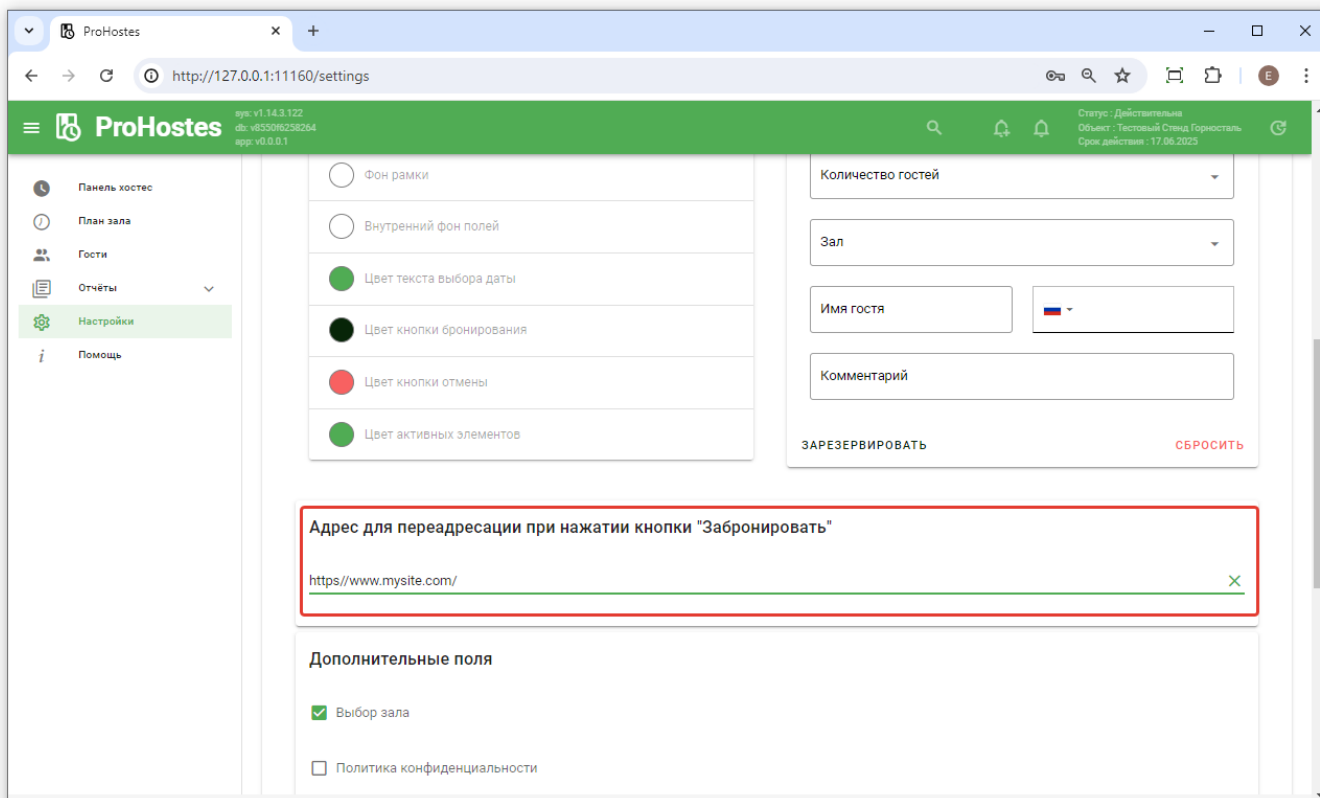 ProHostes
http://127.0.0.1:11160/settings
E
ProHostes
sys: v1.14.3.122
db: v8550f6258264
app: v0.0.0.1
Статус : Действительна
Объект : Тестовый Стенд Горносталь
Срок действия : 17.06.2025
Панель хостес
План зала
Гости
Отчёты
Настройки
Помощь
Фон рамки
Внутренний фон полей
Цвет текста выбора даты
Цвет кнопки бронирования
Цвет кнопки отмены
Цвет активных элементов
Количество гостей
Зал
Имя гостя
Комментарий
ЗАРЕЗЕРВИРОВАТЬ СБРОСИТЬ
Адрес для переадресации при нажатии кнопки "Забронировать"
https//www.mysite.com/
Дополнительные поля
Выбор зала
Политика конфиденциальности